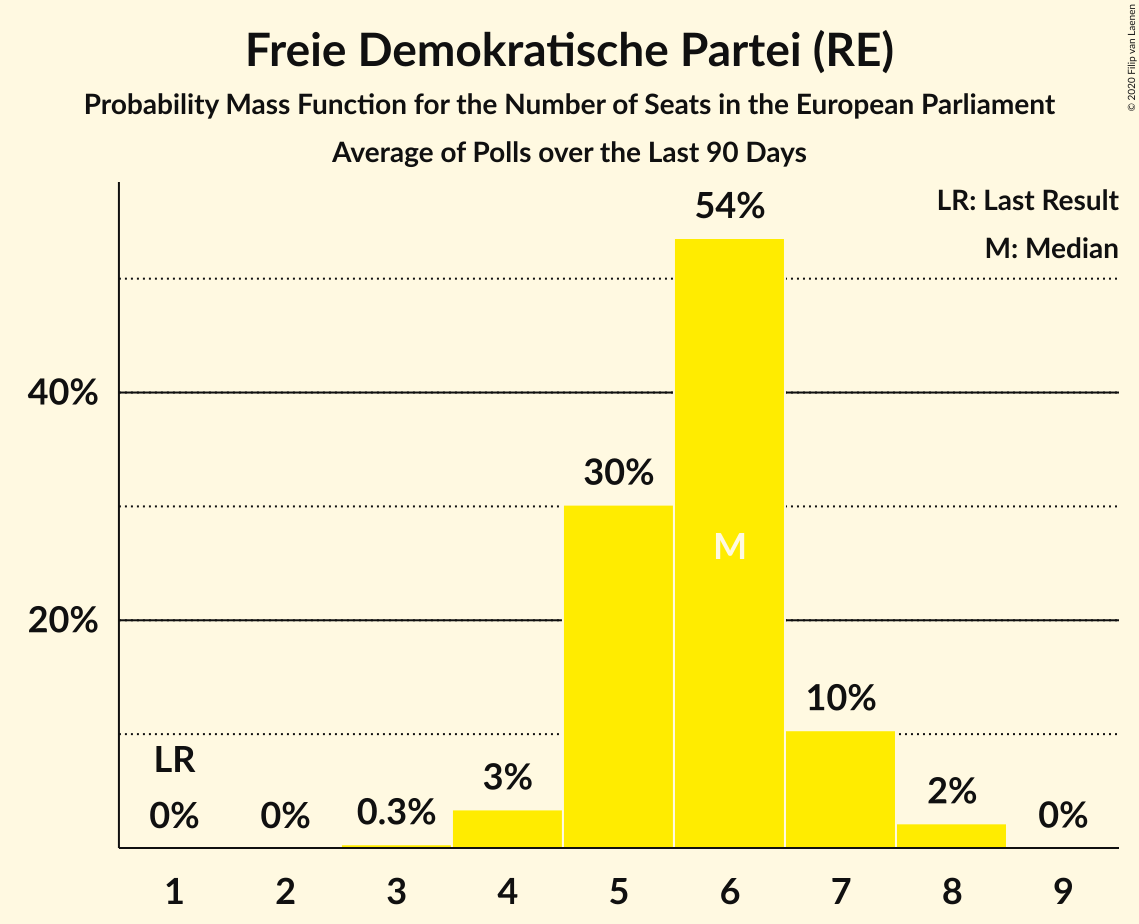 Freie Demokratische Partei (RE)
Probability Mass Function for the Number of Seats in the European Parliament
Average of Polls over the Last 90 Days
© 2020 Filip van Laenen
LR: Last Result
M: Median
54%
40%
30%
M
20%
10%
LR
3%
2%
0%
0%
0.3%
0%
1 2 3 4 5 6 7 8 9